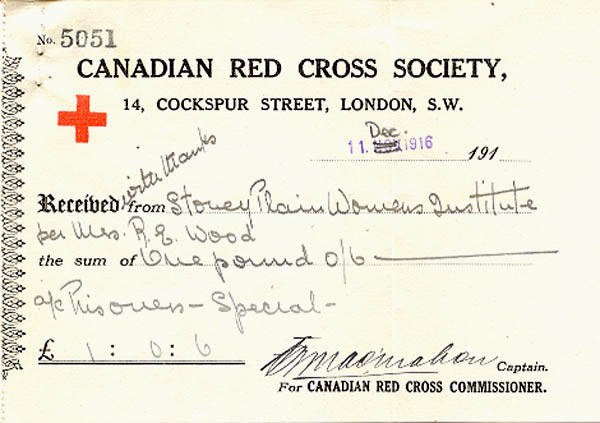 No. 5051
CANADIAN RED CROSS SOCIETY,
14, COCKSPUR STREET, LONDON, S.W.
Dec.
11. NOV 1916 191
with thanks
Received from Stoney Plain Womens Institute
per Mrs. R. E. Wood
the sum of One pound 0/6
a/c Prisoners - Special -
£ 1 : 0 : 6
Captain.
For CANADIAN RED CROSS COMMISSIONER.